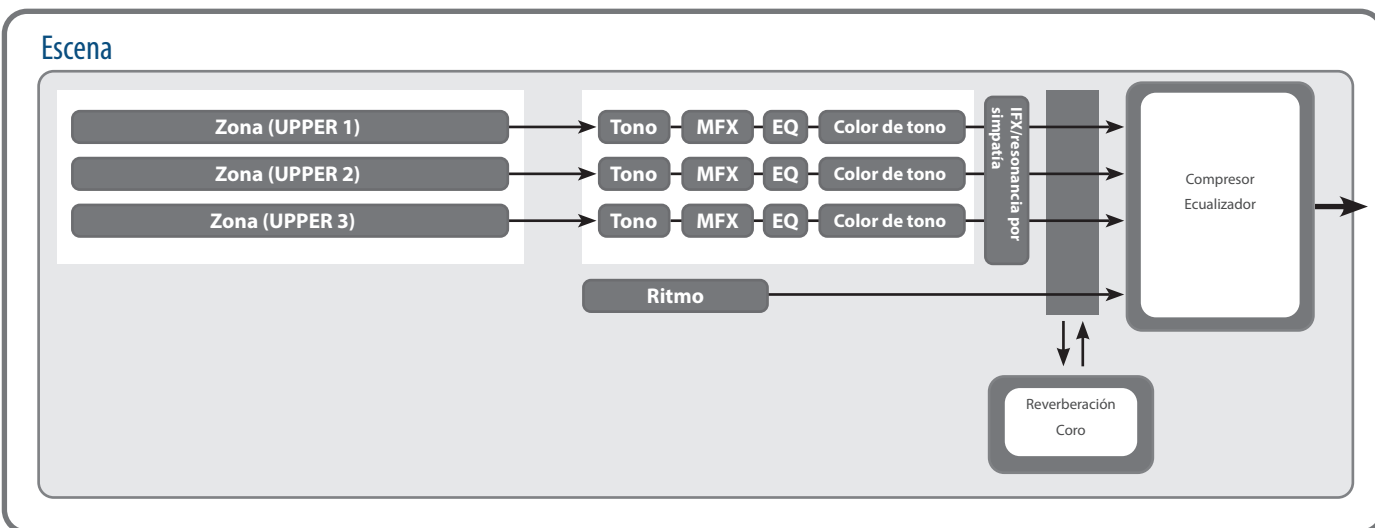 Escena
Zona (UPPER 1)
Tono
MFX
EQ
Color de tono
Zona (UPPER 2)
Tono
MFX
EQ
Color de tono
Zona (UPPER 3)
Tono
MFX
EQ
Color de tono
IFX/resonancia por
simpatía
Ritmo
Compresor
Ecualizador
Reverberación
Coro